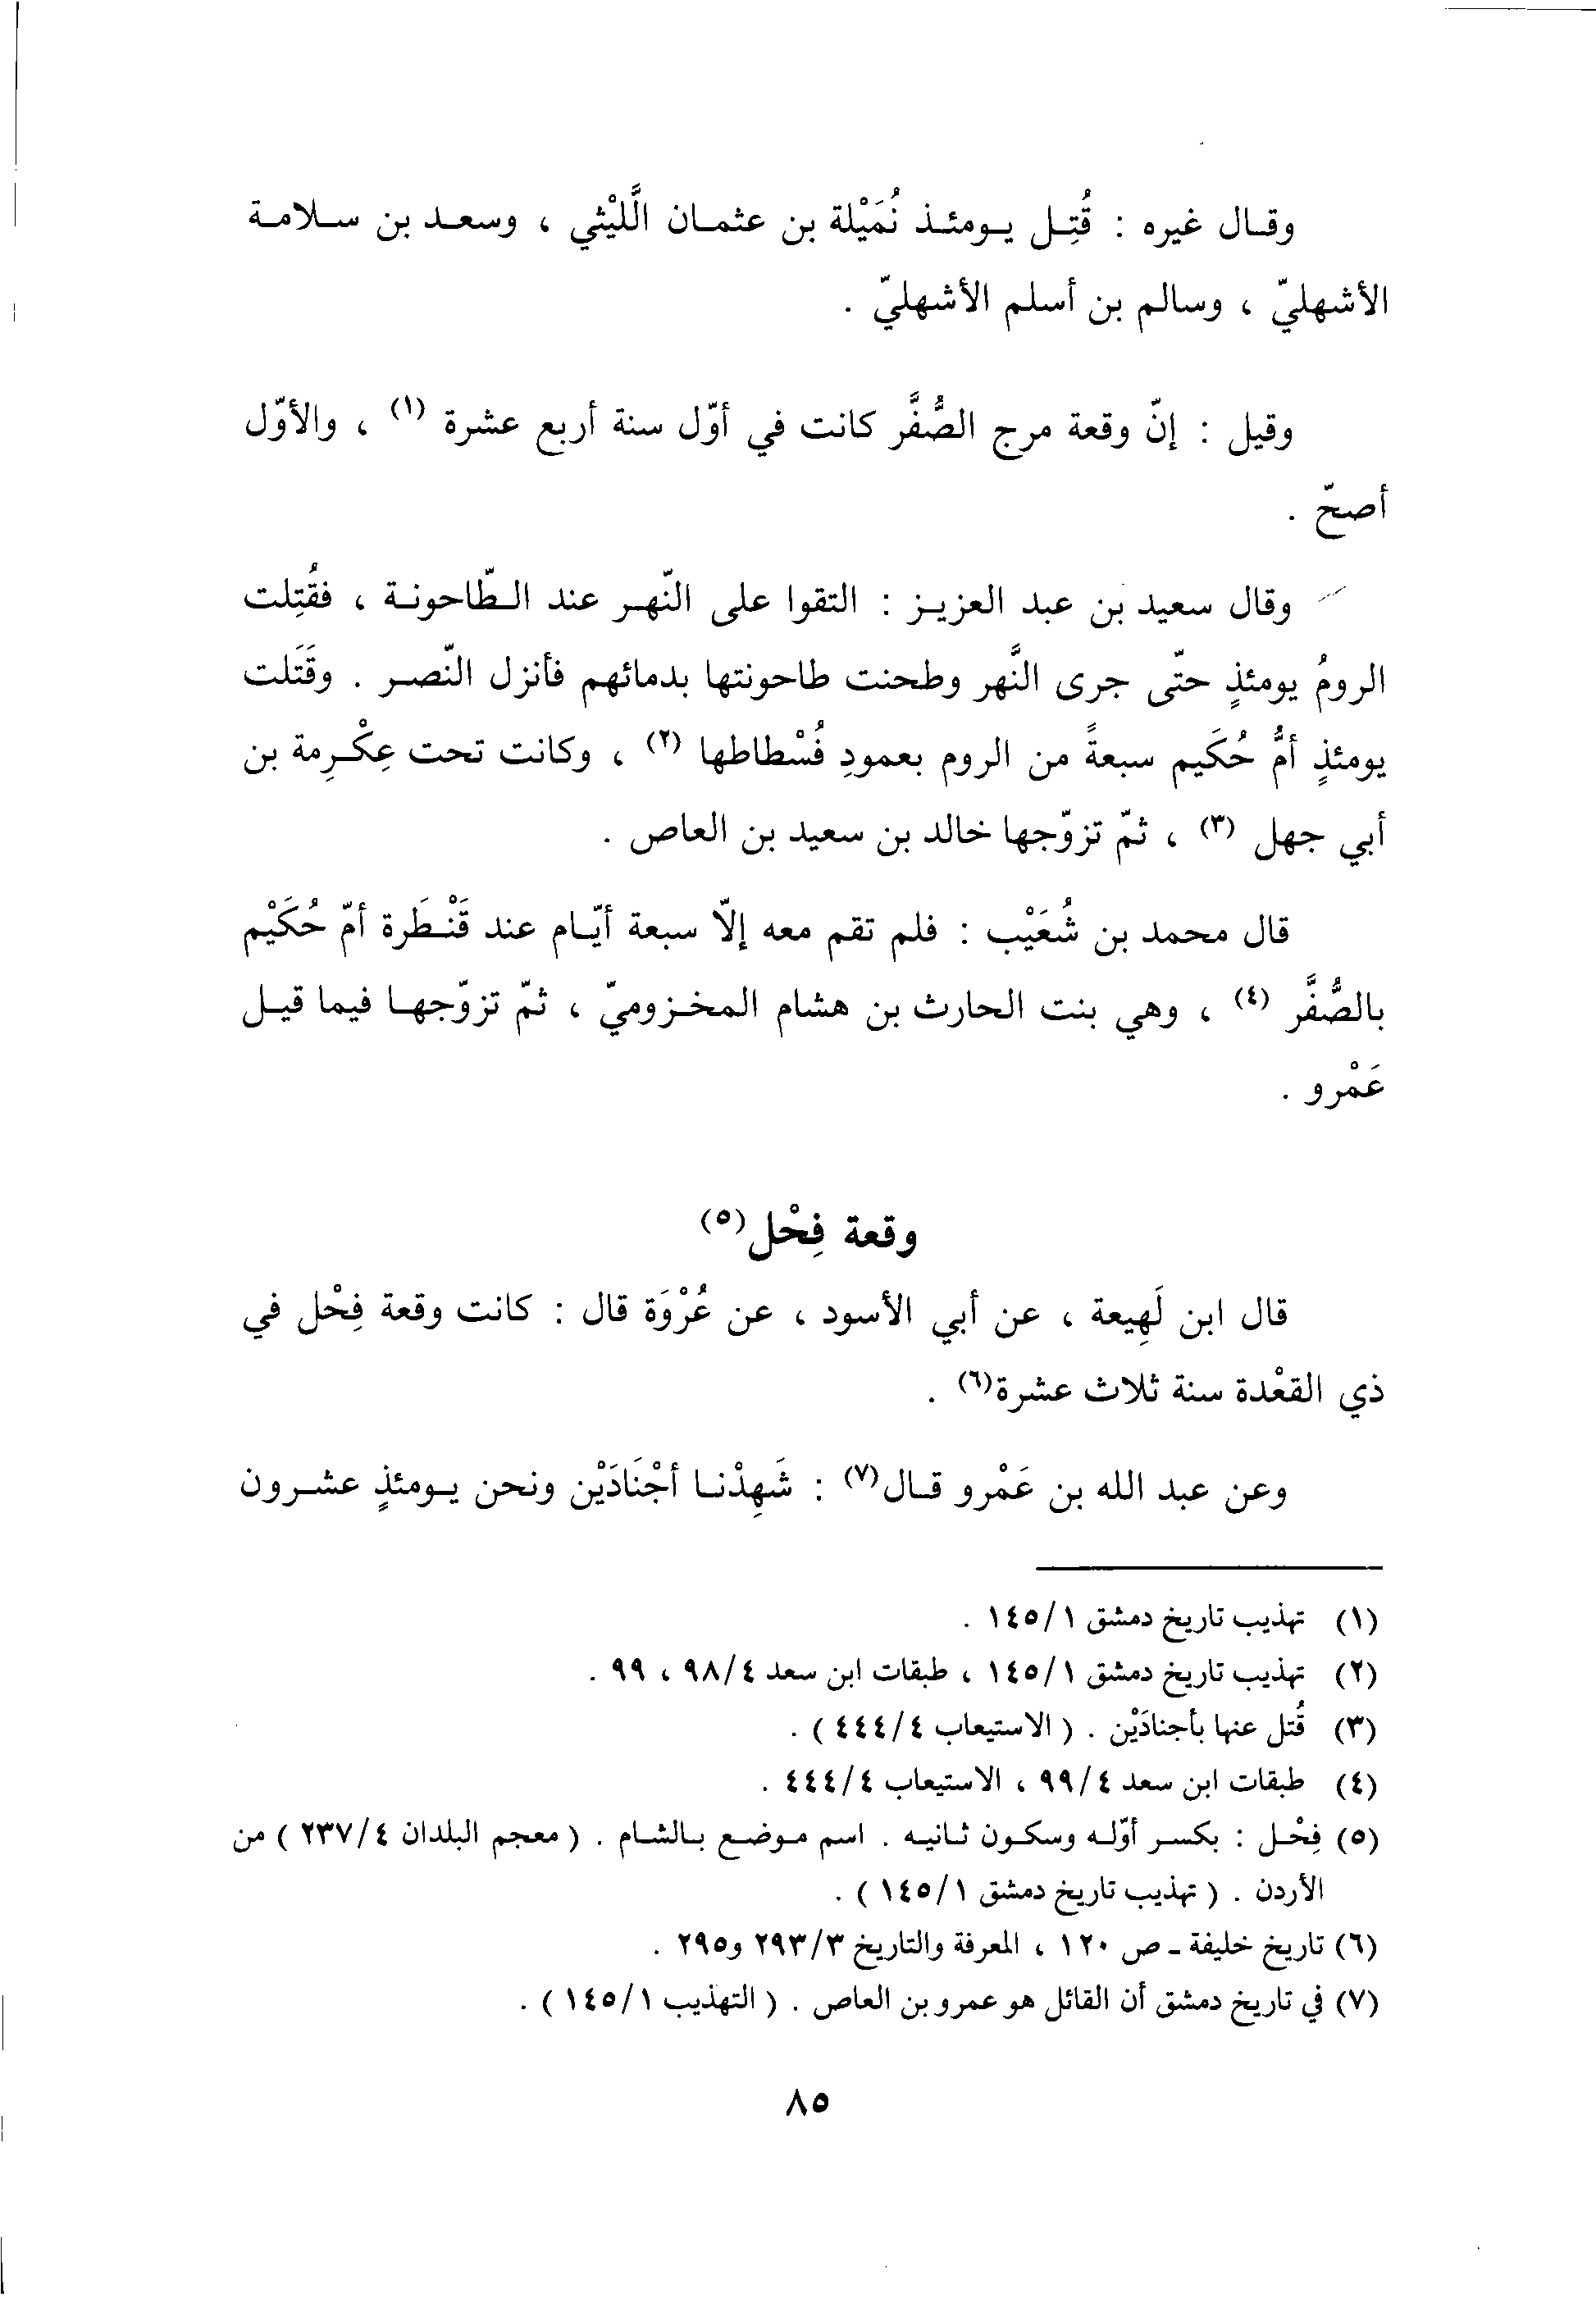 وقال غيره : قُتِل يومئذ نُمَيْلة بن عثمان الَّليْثي ، وسعد بن سلامة
الأشهليّ ، وسالم بن أسلم الأشهليّ .
وقيل : إنّ وقعة مرج الصُّفَّر كانت في أوّل سنة أربع عشرة (١) ، والأوّل
أصحّ .
وقال سعيد بن عبد العزيز : التقوا على النّهر عند الطّاحونة ، فقُتِلت
الرومُ يومئذٍ حتّى جرى النَّهر وطحنت طاحونتها بدمائهم فأنزل النّصر . وقَتَلت
يومئذٍ أمُّ حُكَيم سبعةً من الروم بعمودِ فُسْطاطها (٢) ، وكانت تحت عِكْرِمة بن
أبي جهل (٣) ، ثمّ تزوّجها خالد بن سعيد بن العاص .
قال محمد بن شُعَيْب : فلم تقم معه إلّا سبعة أيّام عند قَنْطَرة أمّ حُكَيْم
بالصُّفَّر (٤) ، وهي بنت الحارث بن هشام المخزوميّ ، ثمّ تزوّجها فيما قيل
عَمْرو .
وقعة فِحْل(٥)
قال ابن لَهِيعة ، عن أبي الأسود ، عن عُرْوَة قال : كانت وقعة فِحْل في
ذي القعْدة سنة ثلاث عشرة(٦) .
وعن عبد الله بن عَمْرو قال(٧) : شَهِدْنا أجْنَادَيْن ونحن يومئذٍ عشرون
(١) تهذيب تاريخ دمشق ١٤٥/١ .
(٢) تهذيب تاريخ دمشق ١٤٥/١ ، طبقات ابن سعد ٩٨/٤ ، ٩٩ .
(٣) قُتل عنها بأجنادَيْن . ( الاستيعاب ٤٤٤/٤ ) .
(٤) طبقات ابن سعد ٩٩/٤ ، الاستيعاب ٤٤٤/٤ .
(٥) فِحْل : بكسر أوّله وسكون ثانيه . اسم موضع بالشام . ( معجم البلدان ٢٣٧/٤ ) من
الأردن . ( تهذيب تاريخ دمشق ١٤٥/١ ) .
(٦) تاريخ خليفة ـ ص ١٢٠ ، المعرفة والتاريخ ٢٩٣/٣ و٢٩٥ .
(٧) في تاريخ دمشق أن القائل هو عمرو بن العاص . ( التهذيب ١٤٥/١ ) .
٨٥